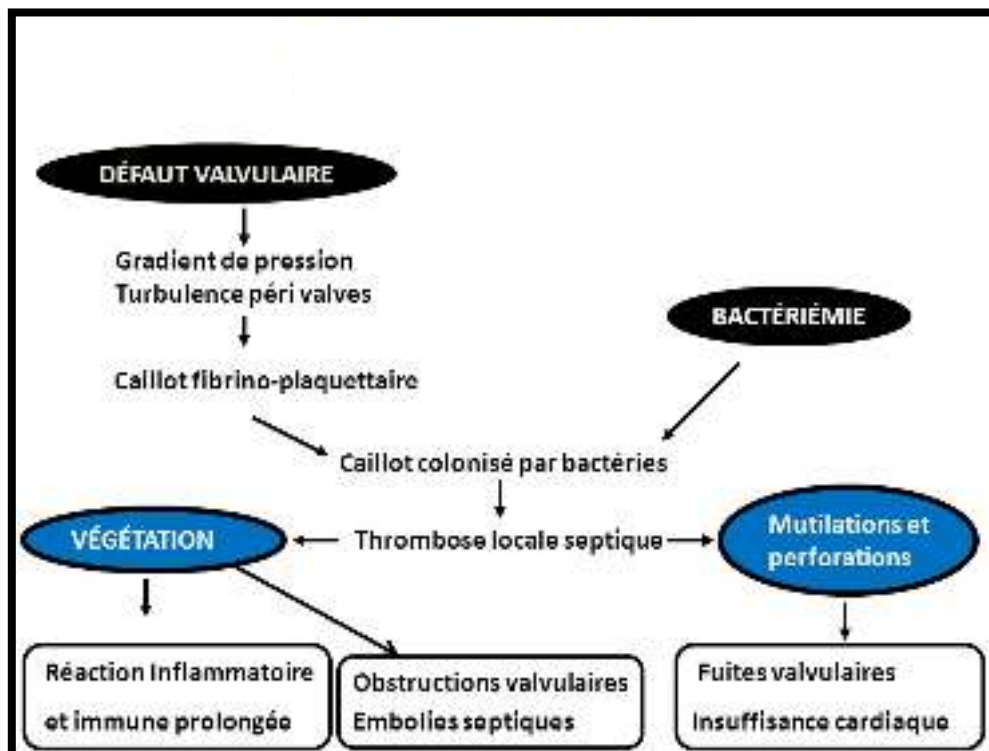 DÉFAUT VALVULAIRE
Gradient de pression
Turbulence péri valves
BACTÉRIÉMIE
Caillot fibrino-plaquettaire
Caillot colonisé par bactéries
VÉGÉTATION
Thrombose locale septique
Mutilations et
perforations
Réaction Inflammatoire
et immune prolongée
Obstructions valvulaires
Embolies septiques
Fuites valvulaires
Insuffisance cardiaque